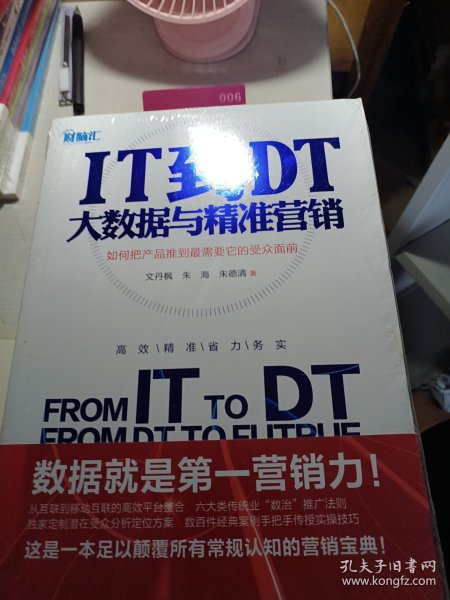 006
财脑汇
IT到DT
大数据与精准营销
如何把产品推到最需要它的受众面前
文丹枫 朱海 朱德清 著
高效\精准\省力\务实
FROM IT TO DT
FROM DT TO FUTRUE
数据就是第一营销力!
从互联到移动互联的高效平台整合 六大类传统业“数治”推广法则
独家定制潜在受众分析定位方案 数百件经典案例手把手传授实操技巧
这是一本足以颠覆所有常规认知的营销宝典!
孔夫子旧书网
www.kongfz.com